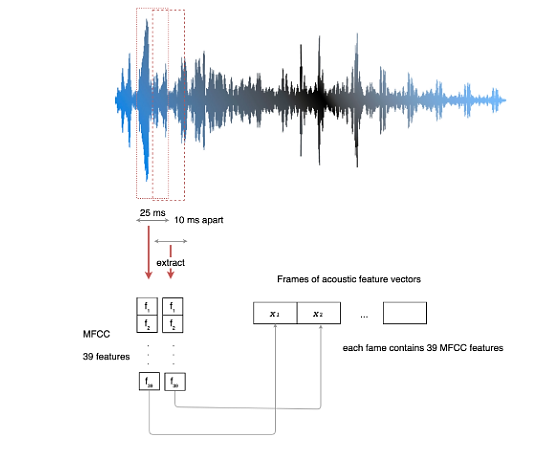 25 ms
10 ms apart
extract
Frames of acoustic feature vectors
f1 f1
f2 f2
x1 x2 ...
MFCC
39 features
each fame contains 39 MFCC features
f39 f39